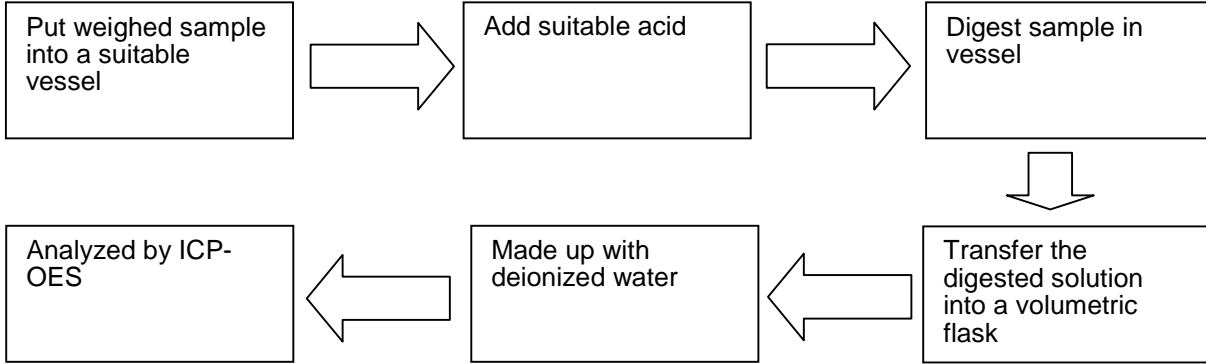 Put weighed sample
into a suitable
vessel
Add suitable acid
Digest sample in
vessel
Transfer the
digested solution
into a volumetric
flask
Made up with
deionized water
Analyzed by ICP-
OES